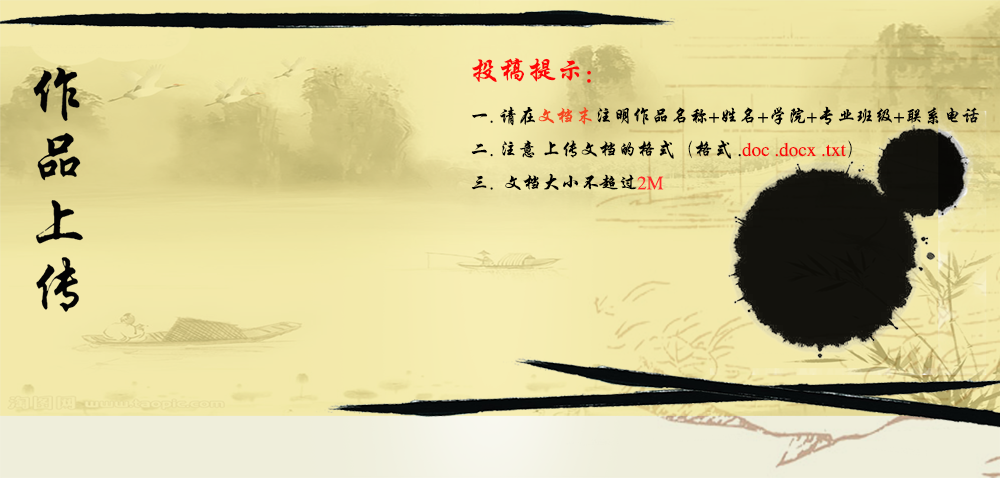 作品上传
投稿提示：
一. 请在文档末注明作品名称+姓名+学院+专业班级+联系电话
二. 注意 上传文档的格式（格式 .doc .docx .txt）
三. 文档大小不超过2M